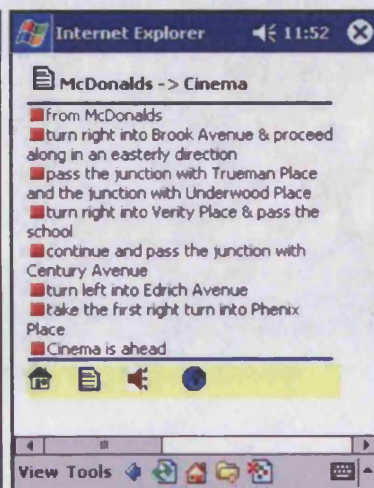 Internet Explorer 11:52
McDonalds -> Cinema
from McDonalds
turn right into Brook Avenue & proceed
along in an easterly direction
pass the junction with Trueman Place
and the junction with Underwood Place
turn right into Verity Place & pass the
school
continue and pass the junction with
Century Avenue
turn left into Edrich Avenue
take the first right turn into Phenix
Place
Cinema is ahead
View Tools